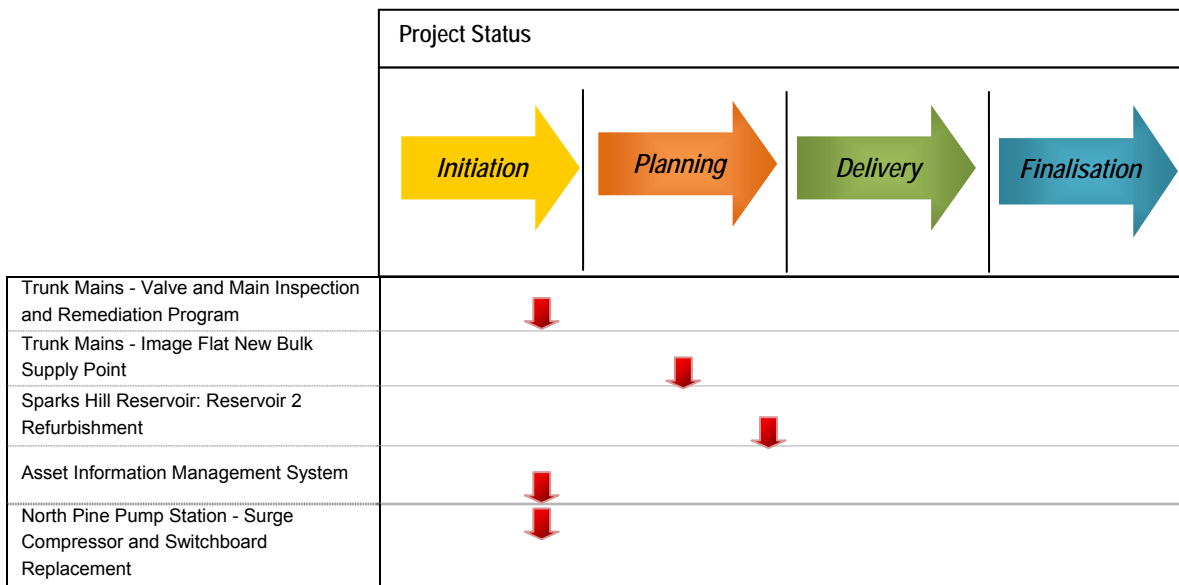 Project Status
Initiation
Planning
Delivery
Finalisation
Trunk Mains - Valve and Main Inspection
and Remediation Program
Trunk Mains - Image Flat New Bulk
Supply Point
Sparks Hill Reservoir: Reservoir 2
Refurbishment
Asset Information Management System
North Pine Pump Station - Surge
Compressor and Switchboard
Replacement